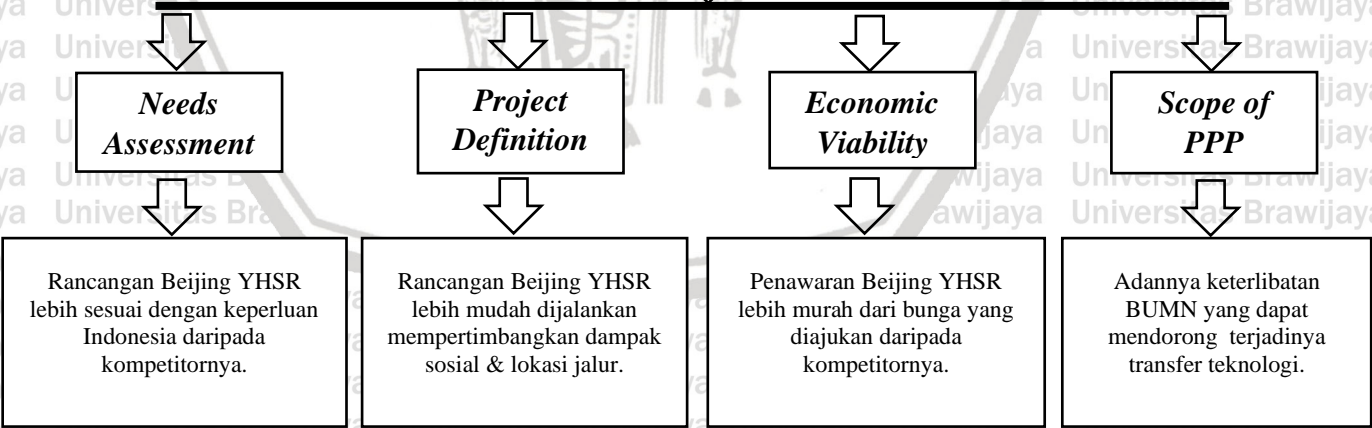 Needs
Assessment
Project
Definition
Economic
Viability
Scope of
PPP
Rancangan Beijing YHSR
lebih sesuai dengan keperluan
Indonesia daripada
kompetitornya.
Rancangan Beijing YHSR
lebih mudah dijalankan
mempertimbangkan dampak
sosial & lokasi jalur.
Penawaran Beijing YHSR
lebih murah dari bunga yang
diajukan daripada
kompetitornya.
Adannya keterlibatan
BUMN yang dapat
mendorong terjadinya
transfer teknologi.
Universitas Brawijaya